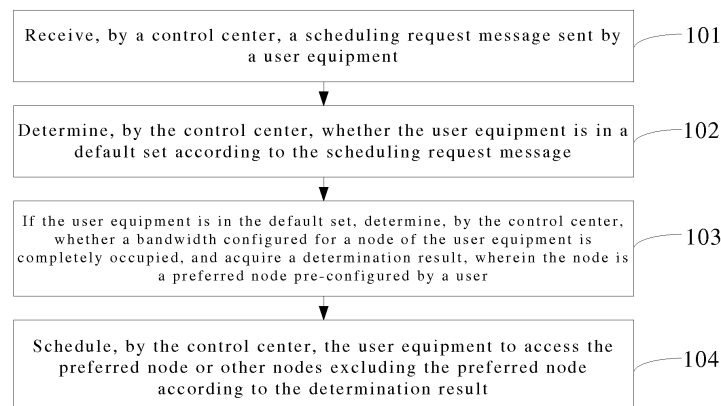 Receive, by a control center, a scheduling request message sent by
a user equipment
101
Determine, by the control center, whether the user equipment is in a
default set according to the scheduling request message
102
If the user equipment is in the default set, determine, by the control center,
whether a bandwidth configured for a node of the user equipment is
completely occupied, and acquire a determination result, wherein the node is
a preferred node pre-configured by a user
103
Schedule, by the control center, the user equipment to access the
preferred node or other nodes excluding the preferred node
according to the determination result
104